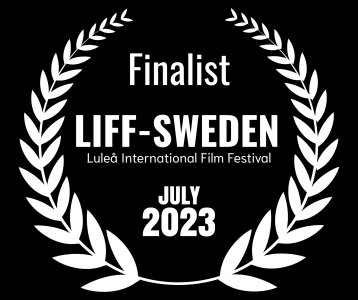 Finalist
LIFF-SWEDEN
Luleå International Film Festival
JULY
2023